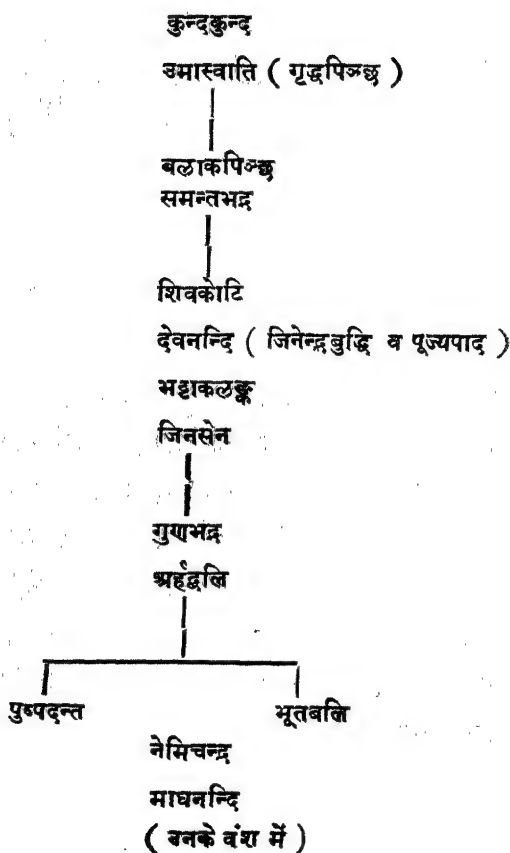 कुन्दकुन्द
उमास्वाति ( गृद्धपिञ्छ )
बलाकपिञ्छ
समन्तभद्र
शिवकोटि
देवनन्दि ( जिनेन्द्रबुद्धि व पूज्यपाद )
भट्टाकलङ्क
जिनसेन
गुणभद्र
अर्हद्बलि
पुष्पदन्त भूतबलि
नेमिचन्द्र
माघनन्दि
( उनके वंश में )